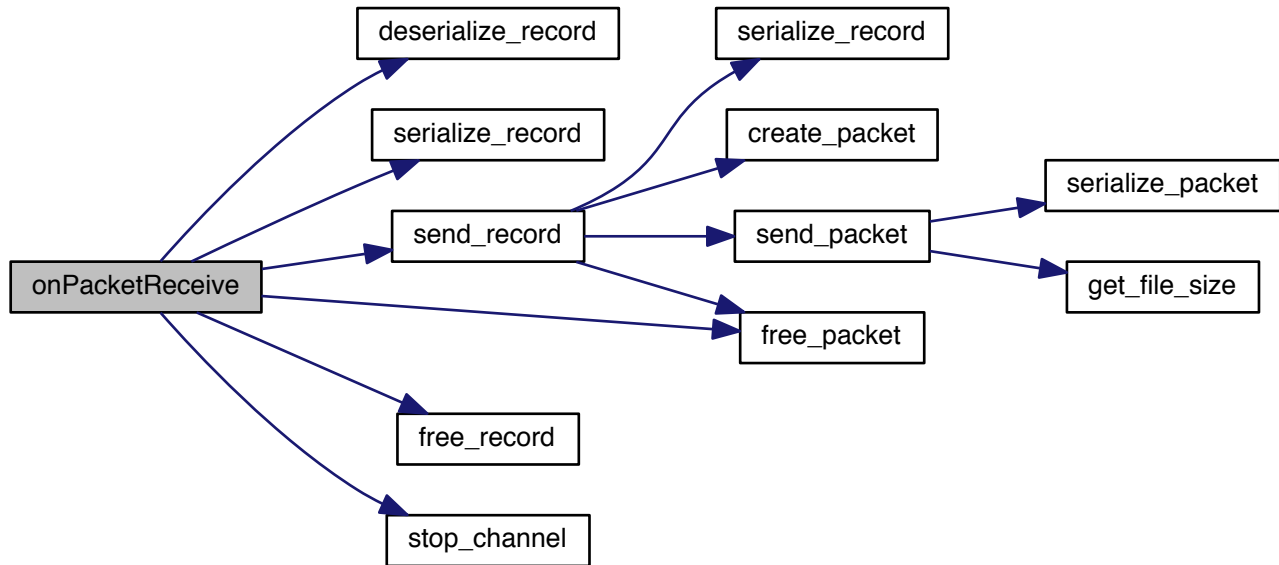 deserialize_record
serialize_record
serialize_record
create_packet
serialize_packet
send_record
send_packet
onPacketReceive
get_file_size
free_packet
free_record
stop_channel